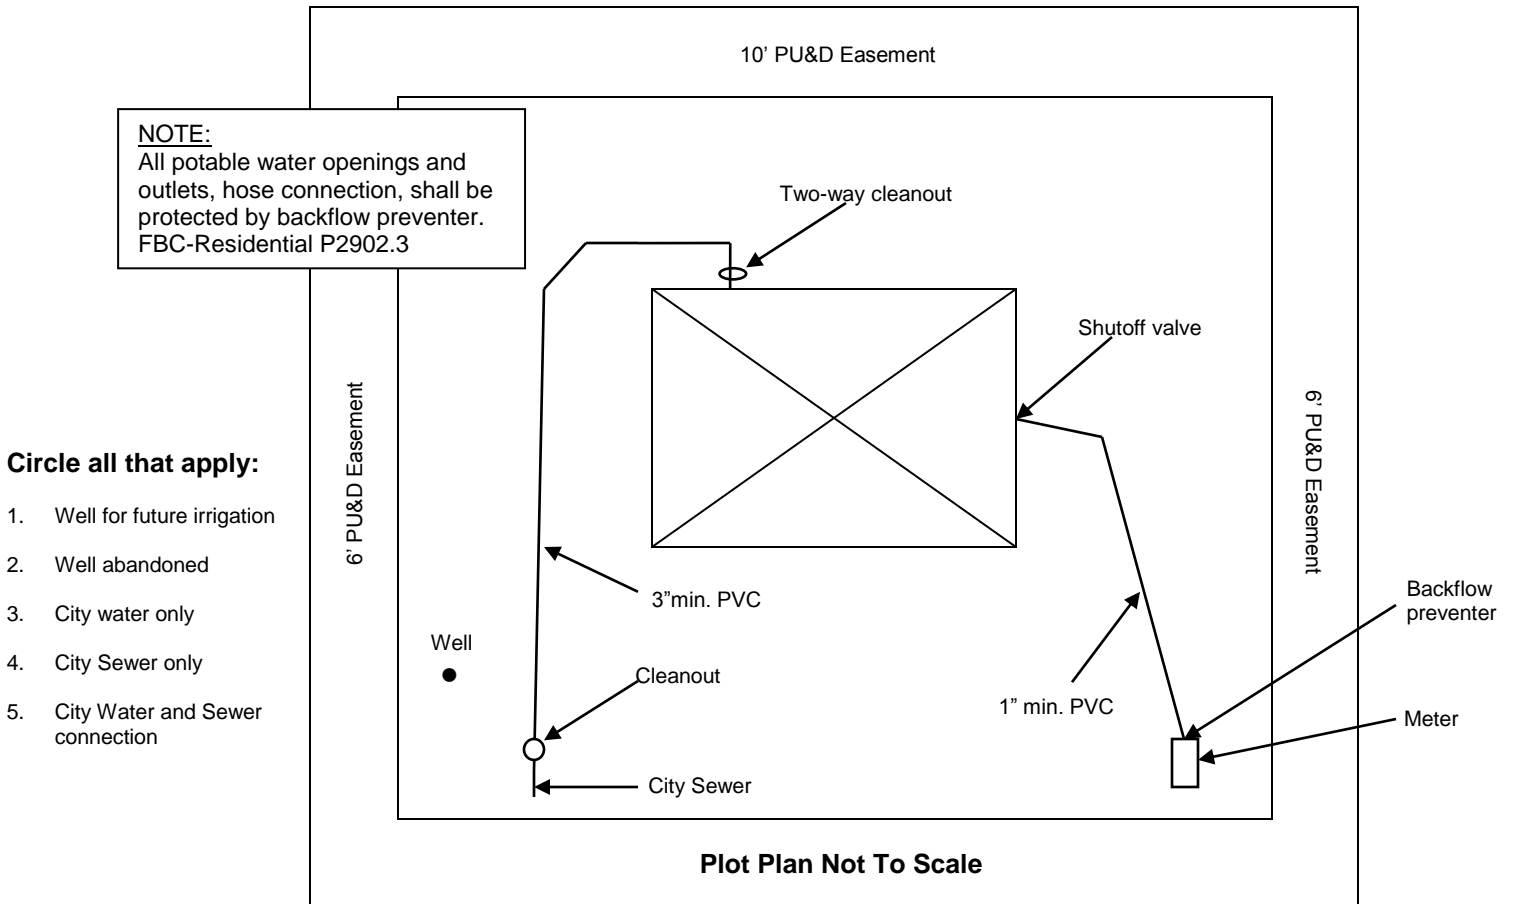 10’ PU&D Easement
NOTE:
All potable water openings and
outlets, hose connection, shall be
protected by backflow preventer.
FBC-Residential P2902.3
Two-way cleanout
Shutoff valve
6’ PU&D Easement
6’ PU&D Easement
Circle all that apply:
1. Well for future irrigation
2. Well abandoned
3. City water only
4. City Sewer only
5. City Water and Sewer
connection
3”min. PVC
Well
Cleanout
City Sewer
1” min. PVC
Backflow
preventer
Meter
Plot Plan Not To Scale